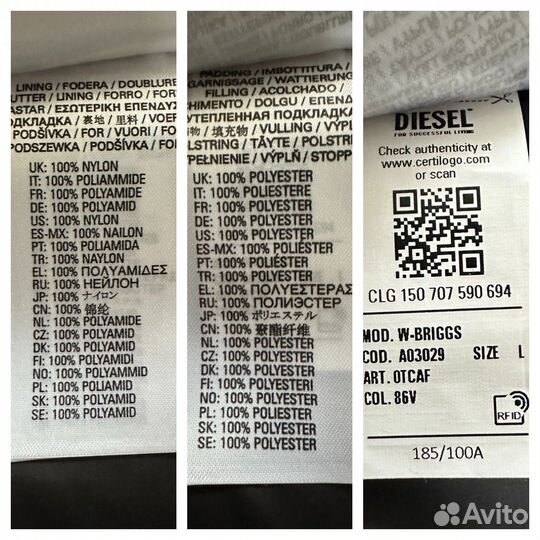 LINING / FODERA / DOUBLURE
UTTER / LINING / FORRO / FOR
ASTAR / ΕΣΩΤΕΡΙΚΗ ΕΠΕΝΔΥΣ
ПОДКЛАДКА / 裏地 / 里料 / VOER
PODŠÍVKA / FOR / VUORI / FO
PODSZEWKA / PODŠÍVKA / FOR
UK: 100% NYLON
IT: 100% POLIAMMIDE
FR: 100% POLYAMIDE
DE: 100% POLYAMID
US: 100% NYLON
ES-MX: 100% NAILON
PT: 100% POLIAMIDA
TR: 100% NAYLON
EL: 100% ΠΟΛΥΑΜΙΔΕΣ
RU: 100% НЕЙЛОН
JP: 100% ナイロン
CN: 100% 锦纶
NL: 100% POLYAMIDE
CZ: 100% POLYAMID
DK: 100% POLYAMID
FI: 100% POLYAMIDI
NO: 100% POLYAMMID
PL: 100% POLIAMID
SK: 100% POLYAMID
SE: 100% POLYAMID
PADDING / IMBOTTITURA /
GARNISSAGE / WATTIERUNG
FILLING / ACOLCHADO /
CHIMENTO / DOLGU / ΕΠΕΝΔΥ
УТЕПЛЕННАЯ ПОДКЛАДКА
填充物 / VULLING / VÝPL
OLSTRING / TÄYTE / POLSTRI
YPEŁNIENIE / VÝPLŇ / STOPP
UK: 100% POLYESTER
IT: 100% POLIESTERE
FR: 100% POLYESTER
DE: 100% POLYESTER
US: 100% POLYESTER
ES-MX: 100% POLIÉSTER
PT: 100% POLIÉSTER
TR: 100% POLYESTER
EL: 100% ΠΟΛΥΕΣΤΕΡΑΣ
RU: 100% ПОЛИЭСТЕР
JP: 100% ポリエステル
CN: 100% 聚酯纤维
NL: 100% POLYESTER
CZ: 100% POLYESTER
DK: 100% POLYESTER
FI: 100% POLYESTERI
NO: 100% POLYESTER
PL: 100% POLIESTER
SK: 100% POLYESTER
SE: 100% POLYESTER
DIESEL
FOR SUCCESSFUL LIVING
Check authenticity at
www.certilogo.com
or scan
CLG 150 707 590 694
MOD. W-BRIGGS
COD. A03029 SIZE L
ART. 0TCAF
COL. 86V
RFID
185/100A
Avito